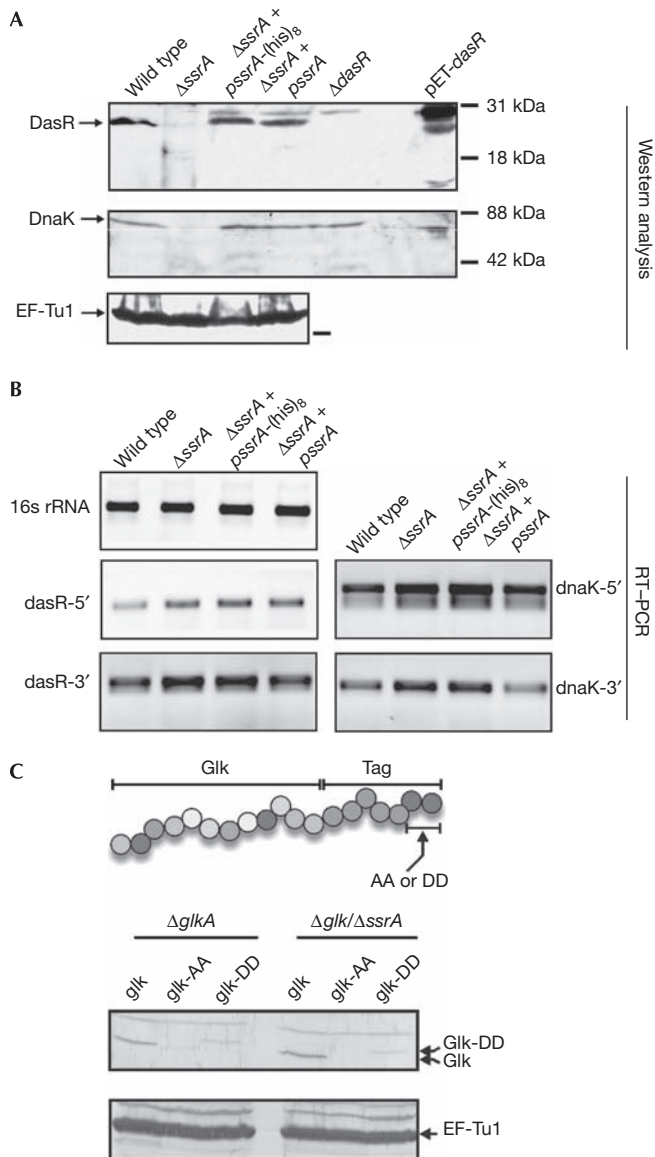 A
Wild type
ΔssrA
ΔssrA +
pssrA-(his)8
ΔssrA +
pssrA
ΔdasR
pET-dasR
DasR
31 kDa
18 kDa
DnaK
88 kDa
42 kDa
EF-Tu1
Western analysis
B
Wild type
ΔssrA
ΔssrA +
pssrA-(his)8
ΔssrA +
pssrA
16s rRNA
dasR-5′
dasR-3′
Wild type
ΔssrA
ΔssrA +
pssrA-(his)8
ΔssrA +
pssrA
dnaK-5′
dnaK-3′
RT–PCR
C
Glk
Tag
AA or DD
ΔglkA
Δglk/ΔssrA
glk
glk-AA
glk-DD
glk
glk-AA
glk-DD
Glk-DD
Glk
EF-Tu1